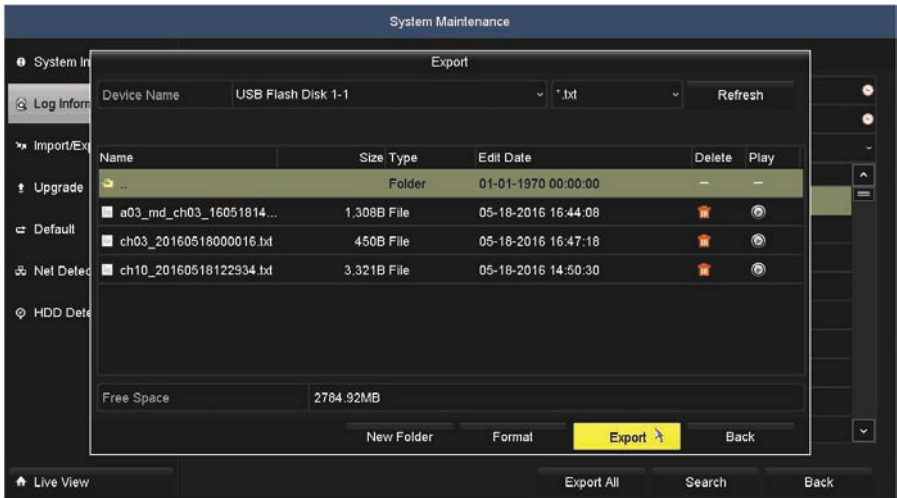 System Maintenance
System In
Export
Log Inform
Device Name USB Flash Disk 1-1 *.txt Refresh
Import/Exp
Name Size Type Edit Date Delete Play
Upgrade
.. Folder 01-01-1970 00:00:00 – –
a03_md_ch03_16051814... 1,308B File 05-18-2016 16:44:08
Default
ch03_20160518000016.txt 450B File 05-18-2016 16:47:18
Net Detec
ch10_20160518122934.txt 3,321B File 05-18-2016 14:50:30
HDD Dete
Free Space 2784.92MB
New Folder Format Export Back
Live View Export All Search Back